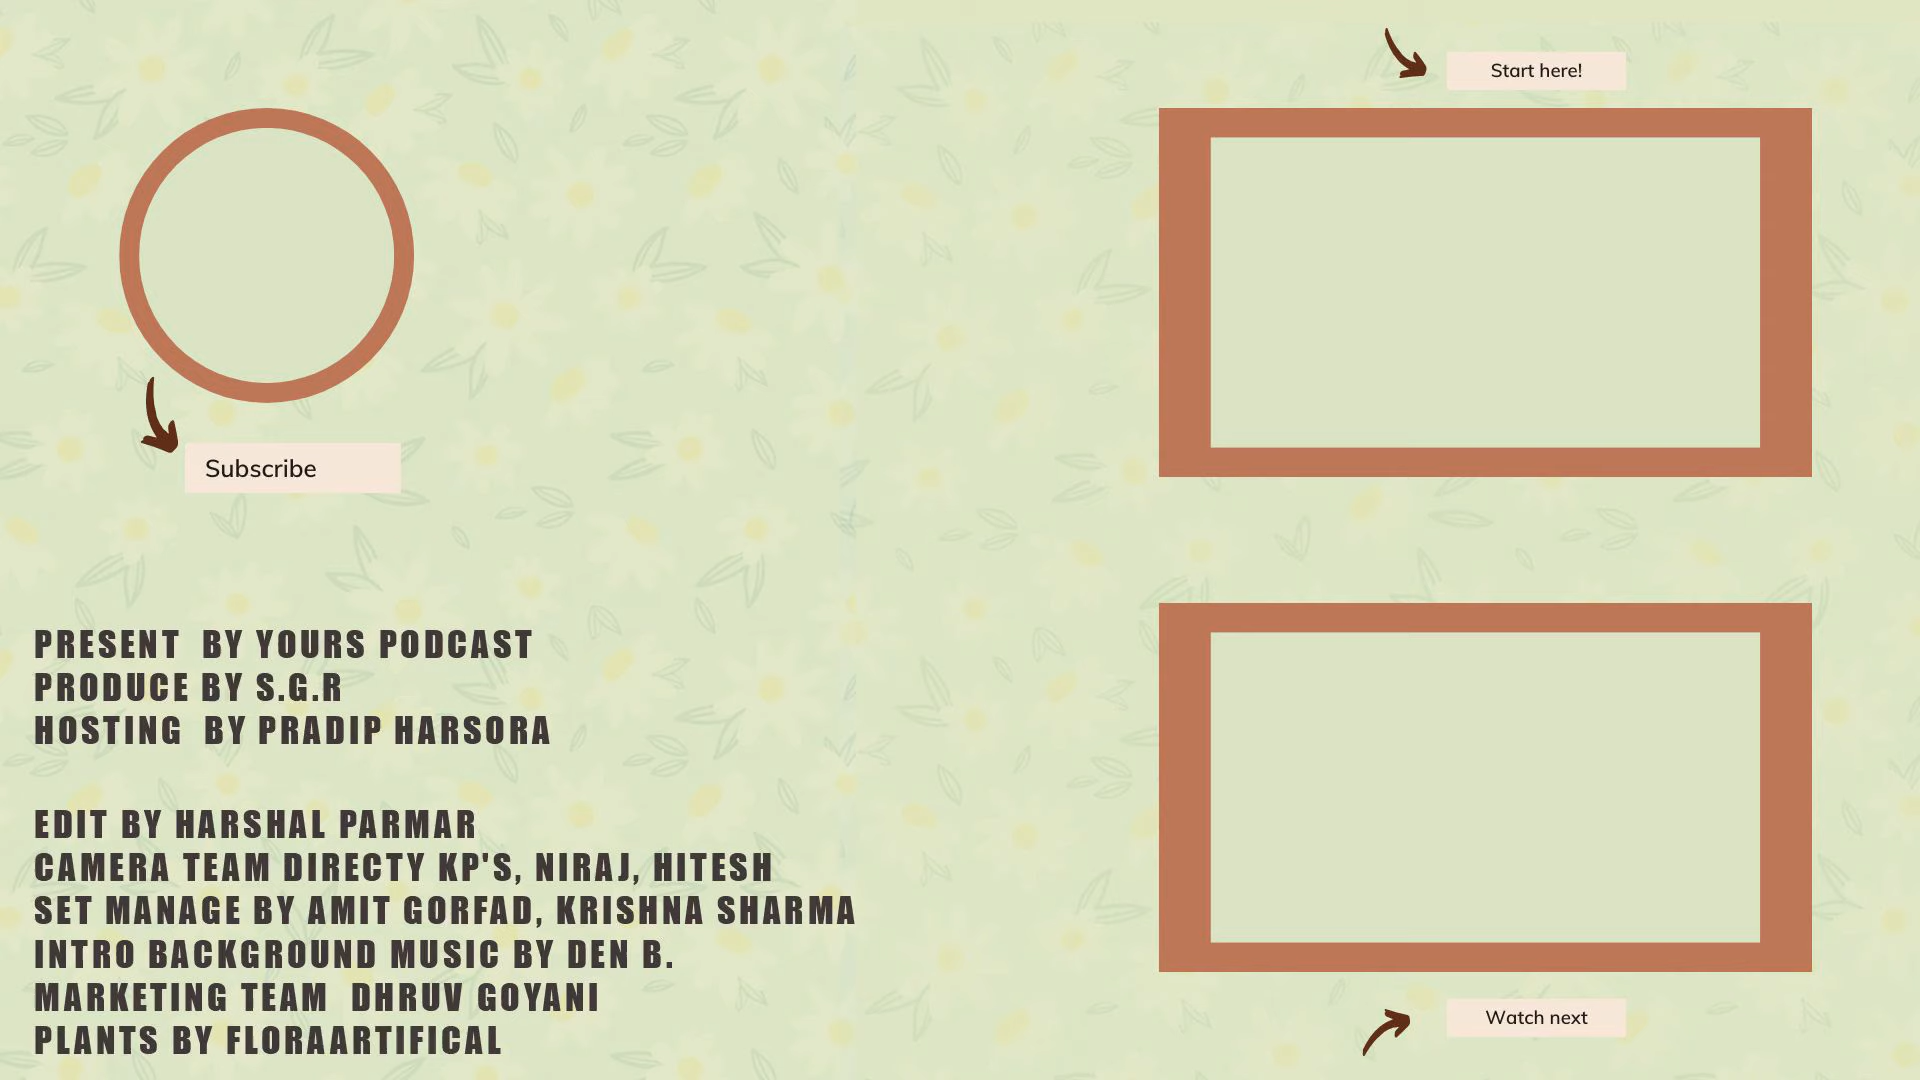 Start here!
Subscribe
PRESENT  BY YOURS PODCAST
PRODUCE BY S.G.R
HOSTING  BY PRADIP HARSORA
EDIT BY HARSHAL PARMAR
CAMERA TEAM DIRECTY KP'S, NIRAJ, HITESH
SET MANAGE BY AMIT GORFAD, KRISHNA SHARMA
INTRO BACKGROUND MUSIC BY DEN B.
MARKETING TEAM  DHRUV GOYANI
PLANTS BY FLORAARTIFICAL
Watch next